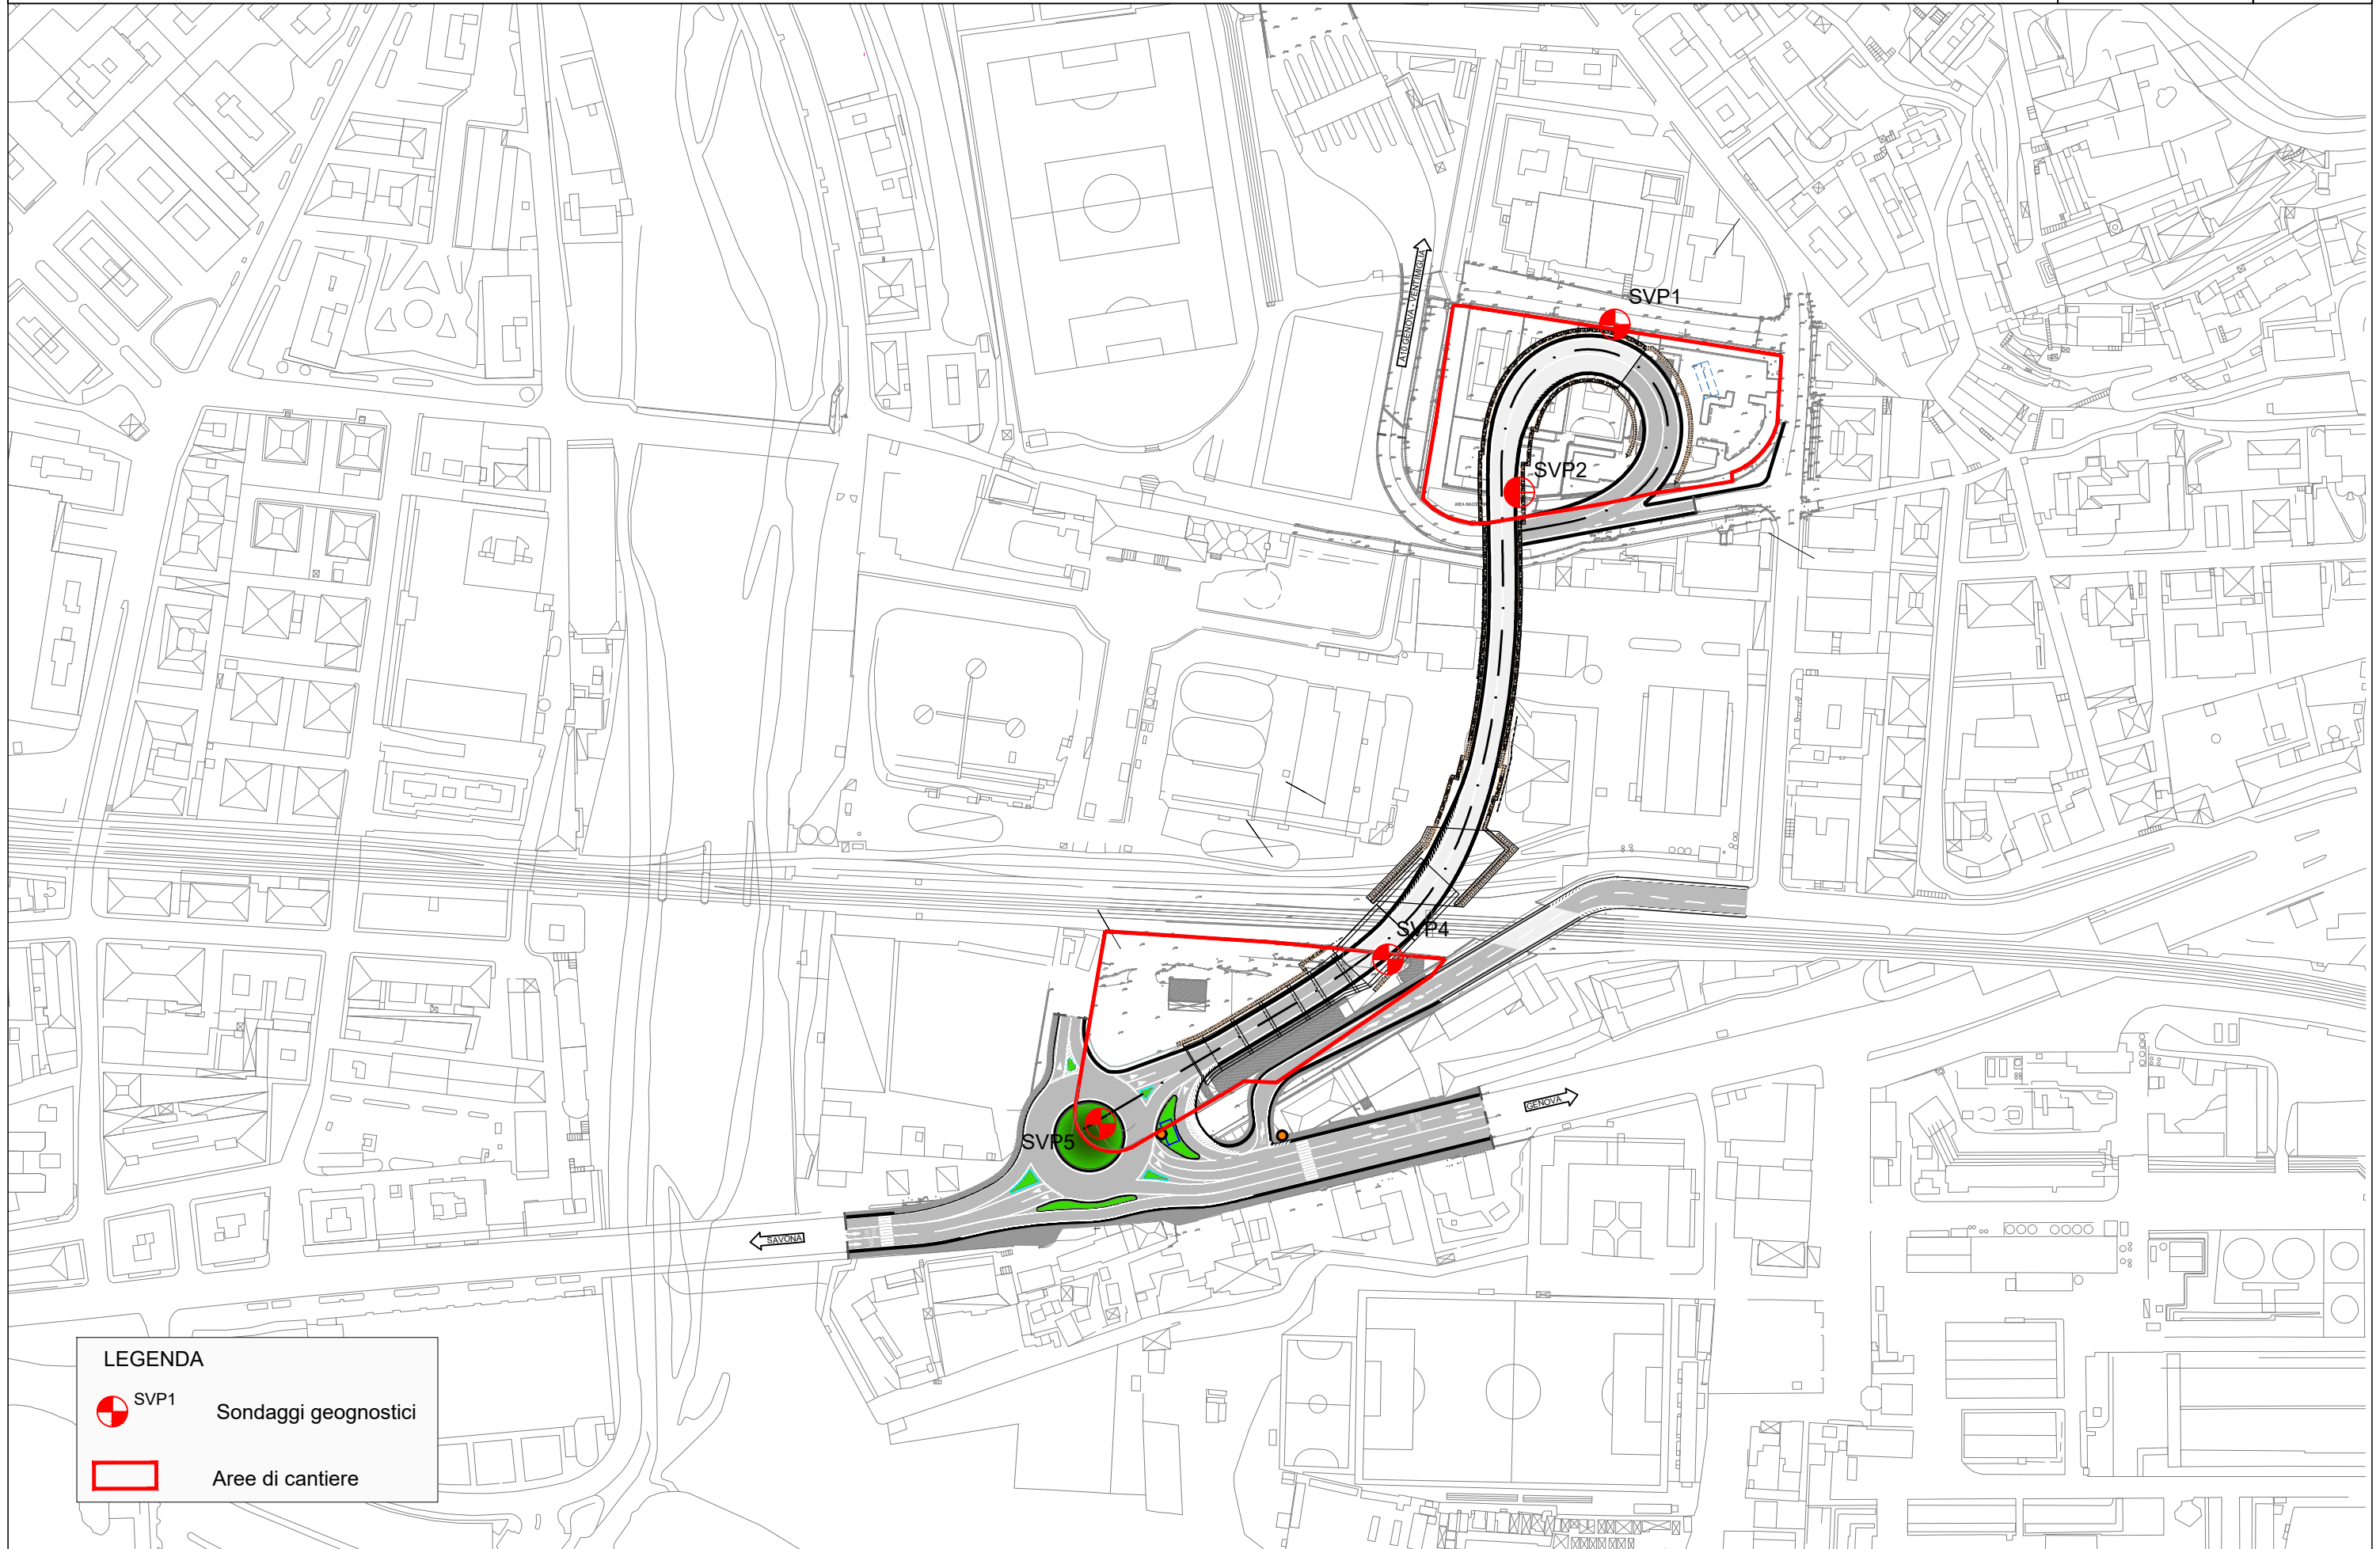 A10 GENOVA - VENTIMIGLIA
SVP1
SVP2
SVP4
GENOVA
SVP5
SAVONA
LEGENDA
SVP1
Sondaggi geognostici
Aree di cantiere